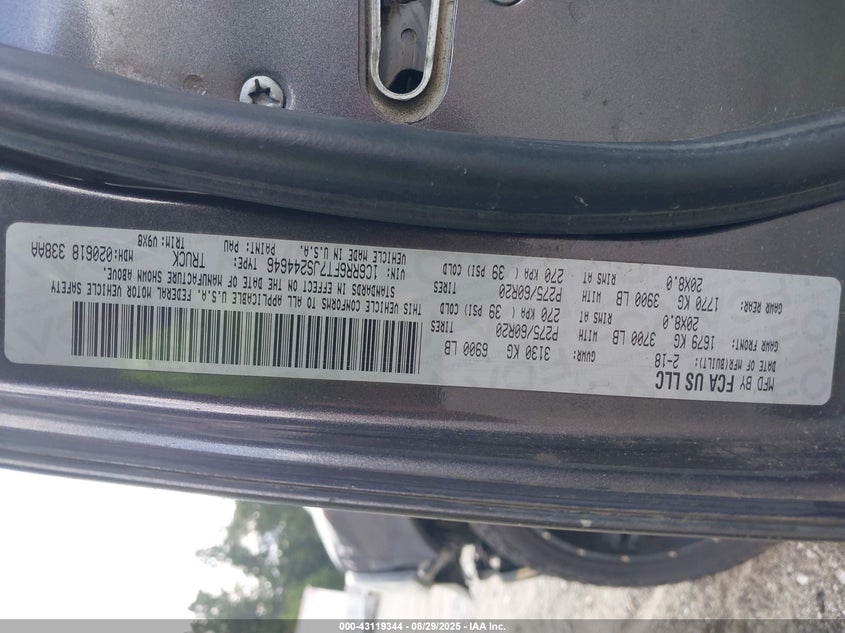 MFD BY FCA US LLC
DATE OF MFR(BUILT): 2-18
GVWR: 3130 KG 6900 LB
GAWR FRONT: 1679 KG 3700 LB WITH P275/60R20 TIRES
20X8.0 RIMS AT 270 KPA ( 39 PSI) COLD
GAWR REAR: 1770 KG 3900 LB WITH P275/60R20 TIRES
20X8.0 RIMS AT 270 KPA ( 39 PSI) COLD
THIS VEHICLE CONFORMS TO ALL APPLICABLE U.S.A. FEDERAL MOTOR VEHICLE SAFETY
STANDARDS IN EFFECT ON THE DATE OF MANUFACTURE SHOWN ABOVE.
VIN: 1C6RR6FT7JS244646 TYPE: TRUCK MDH:020618 338AA
VEHICLE MADE IN U.S.A. PAINT: PAU TRIM: V9X8
000-43119344 | 08/29/2025 - IAA Inc.